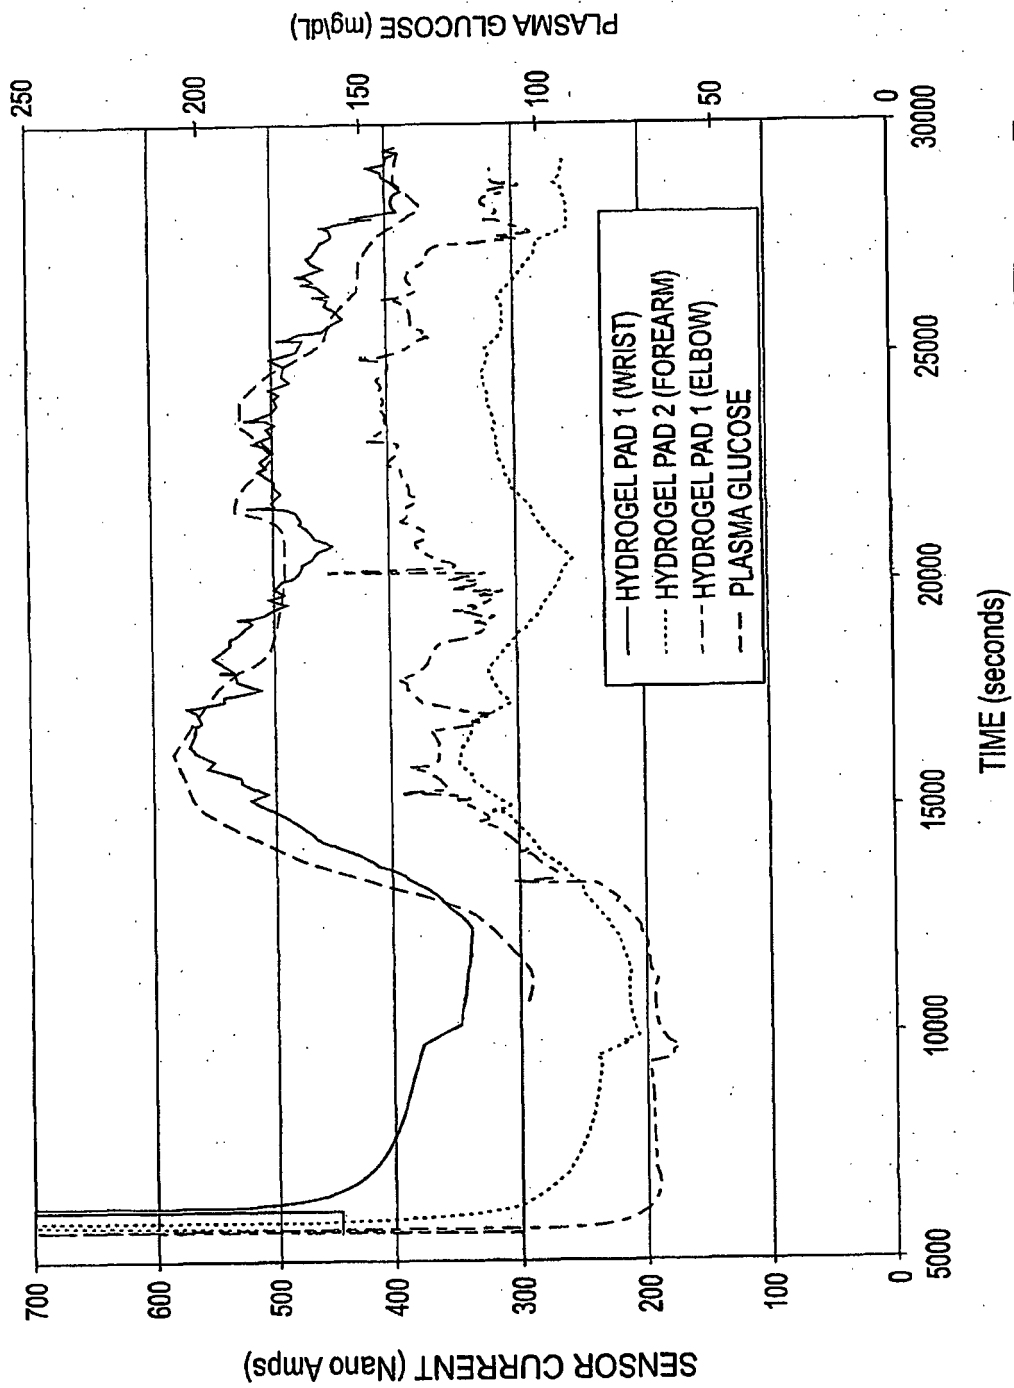 SENSOR CURRENT (Nano Amps)
700
600
500
400
300
200
100
0
PLASMA GLUCOSE (mg\dL)
250
200
150
100
50
0
HYDROGEL PAD 1 (WRIST)
HYDROGEL PAD 2 (FOREARM)
HYDROGEL PAD 1 (ELBOW)
PLASMA GLUCOSE
5000
10000
15000
20000
25000
30000
TIME (seconds)